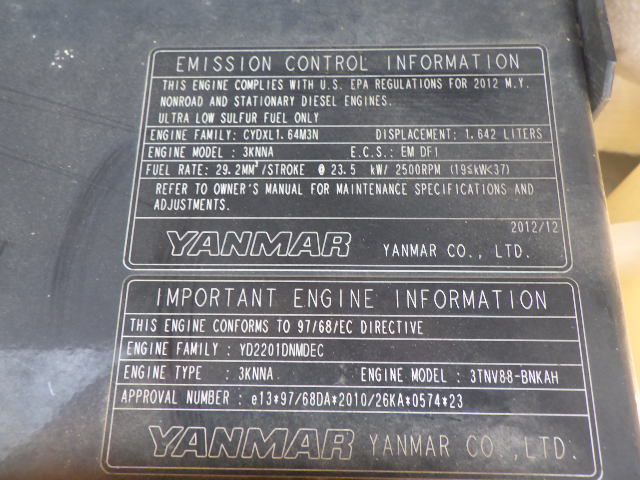 EMISSION CONTROL INFORMATION
THIS ENGINE COMPLIES WITH U.S. EPA REGULATIONS FOR 2012 M.Y.
NONROAD AND STATIONARY DIESEL ENGINES.
ULTRA LOW SULFUR FUEL ONLY
ENGINE FAMILY: CYDXL1.64M3N DISPLACEMENT: 1.642 LITERS
ENGINE MODEL : 3KNNA E.C.S.: EM DFI
FUEL RATE: 29.2MM³/STROKE @ 23.5 kW/ 2500RPM (19≤kW<37)
REFER TO OWNER'S MANUAL FOR MAINTENANCE SPECIFICATIONS AND
ADJUSTMENTS.
2012/12
YANMAR YANMAR CO., LTD.
IMPORTANT ENGINE INFORMATION
THIS ENGINE CONFORMS TO 97/68/EC DIRECTIVE
ENGINE FAMILY : YD2201DNMDEC
ENGINE TYPE : 3KNNA ENGINE MODEL : 3TNV88-BNKAH
APPROVAL NUMBER : e13*97/68DA*2010/26KA*0574*23
YANMAR YANMAR CO.,LTD.